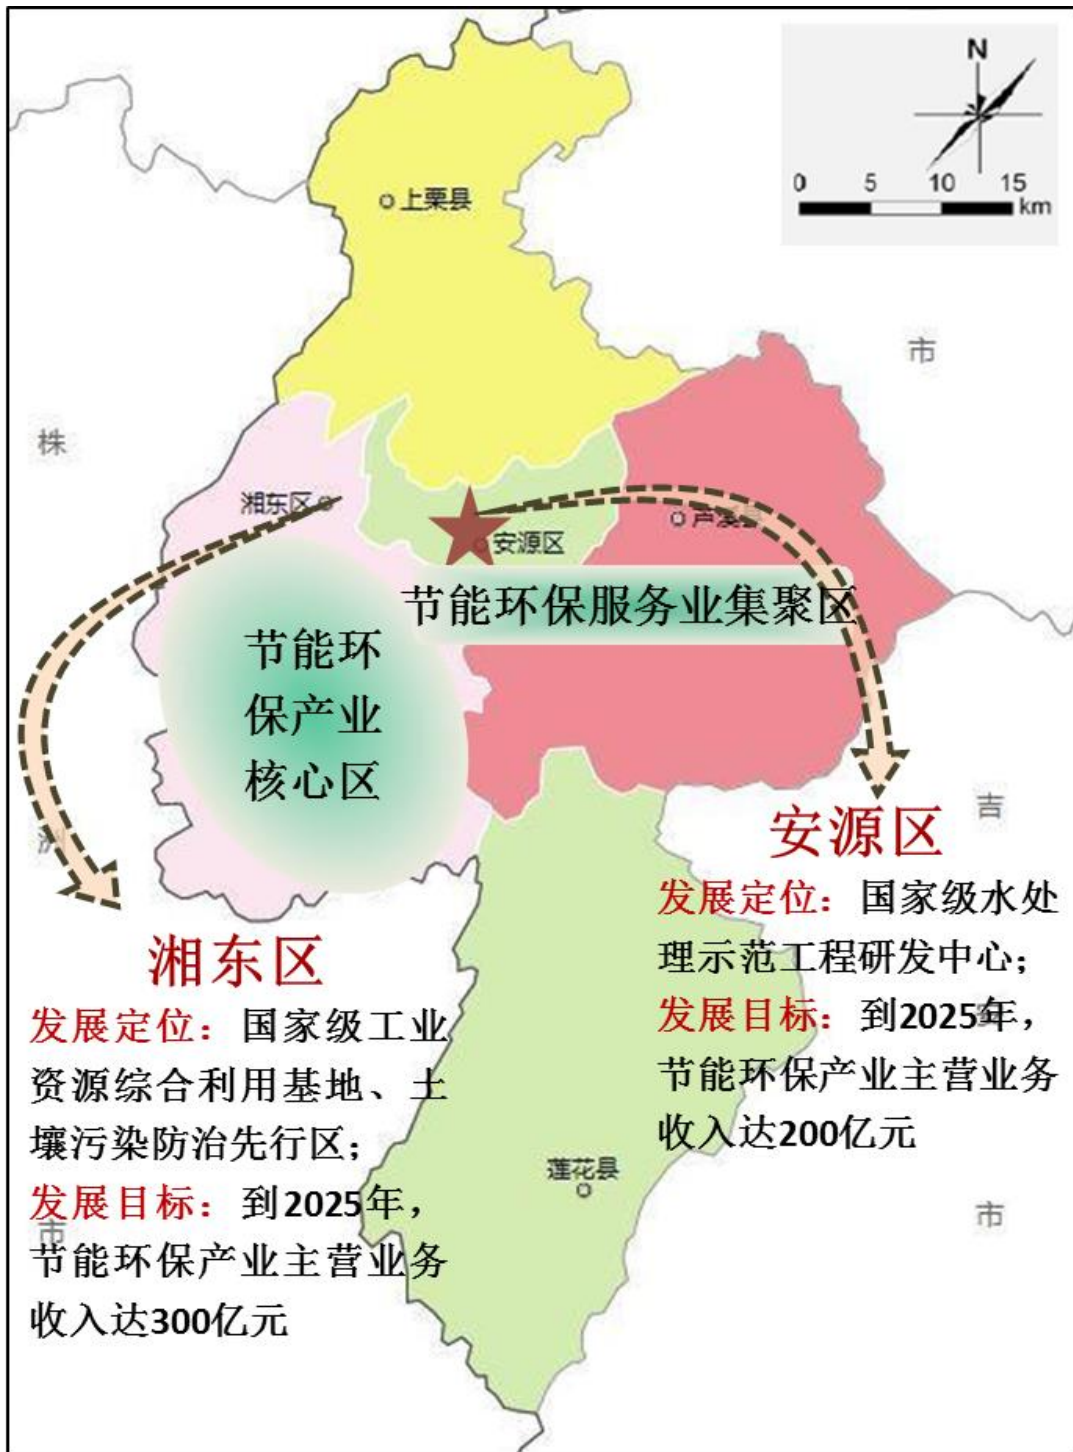 N
0 5 10 15
km
上栗县
市
株
湘东区
芦溪县
安源区
节能环保服务业集聚区
节能环
保产业
核心区
洲
吉
安源区
发展定位：国家级水处
理示范工程研发中心；
发展目标：到2025年，
节能环保产业主营业务
收入达200亿元
安
湘东区
发展定位：国家级工业
资源综合利用基地、土
壤污染防治先行区；
发展目标：到2025年，
节能环保产业主营业务
收入达300亿元
市
莲花县
市